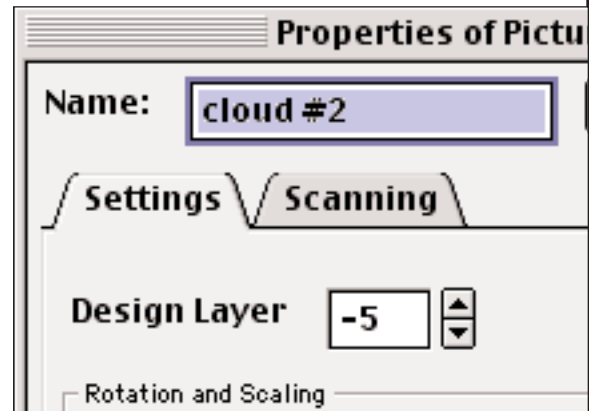 Properties of Pictu
Name: cloud #2
Settings Scanning
Design Layer -5
Rotation and Scaling